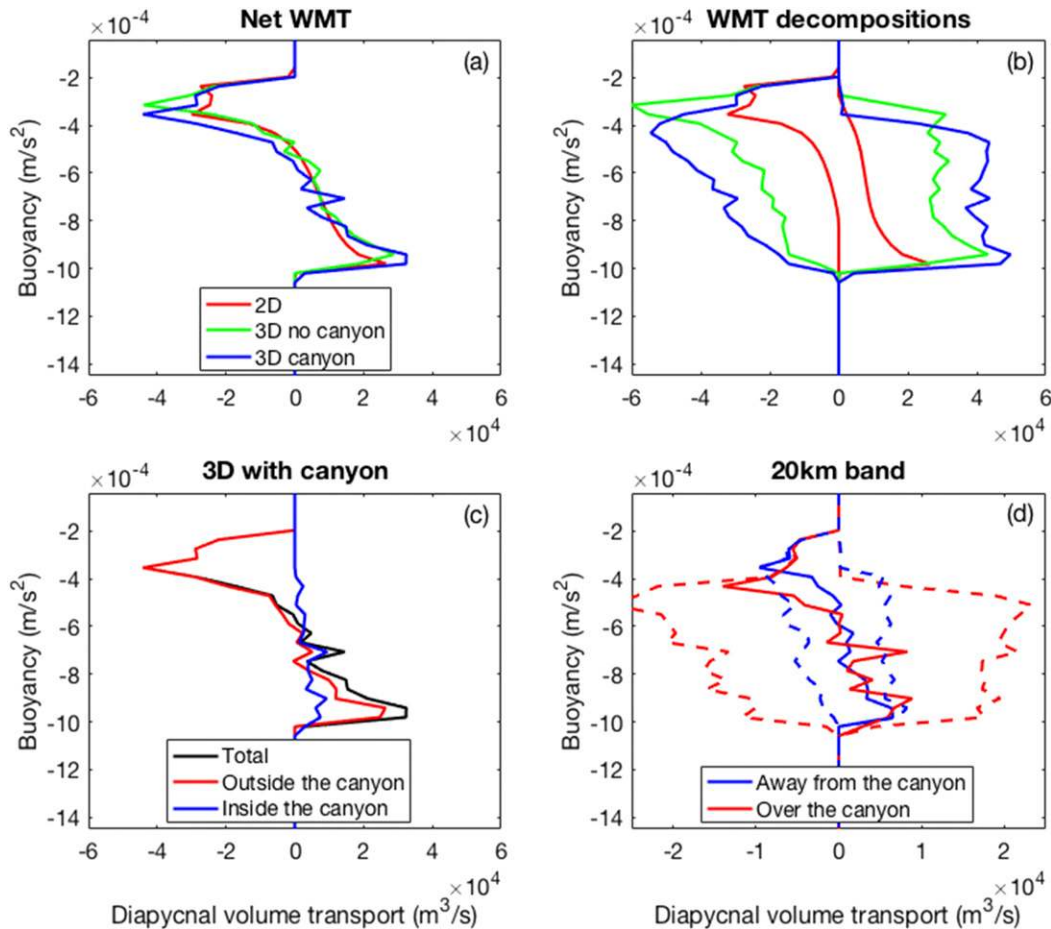 Net WMT
×10⁻⁴
(a)
-2
-4
-6
-8
-10
-12
-14
Buoyancy (m/s²)
2D
3D no canyon
3D canyon
-6 -4 -2 0 2 4 6
×10⁴
WMT decompositions
×10⁻⁴
(b)
-2
-4
-6
-8
-10
-12
-14
Buoyancy (m/s²)
-6 -4 -2 0 2 4 6
×10⁴
3D with canyon
×10⁻⁴
(c)
-2
-4
-6
-8
-10
-12
-14
Buoyancy (m/s²)
Total
Outside the canyon
Inside the canyon
-6 -4 -2 0 2 4 6
×10⁴
Diapycnal volume transport (m³/s)
20km band
×10⁻⁴
(d)
-2
-4
-6
-8
-10
-12
-14
Buoyancy (m/s²)
Away from the canyon
Over the canyon
-2 -1 0 1 2
×10⁴
Diapycnal volume transport (m³/s)